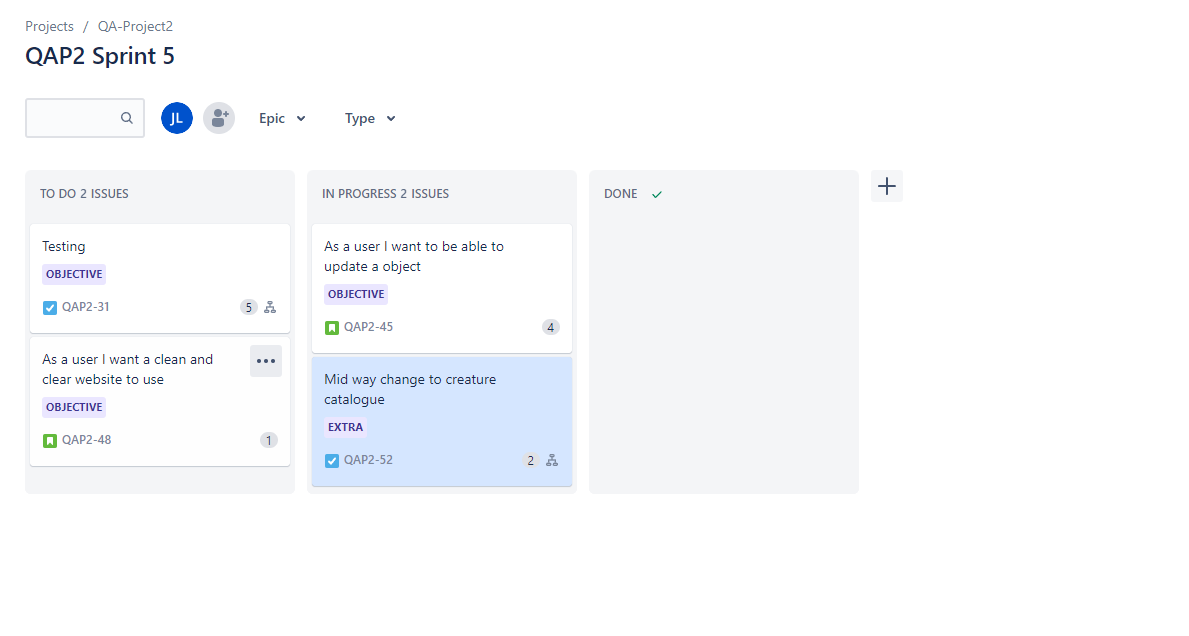 Projects / QA-Project2
QAP2 Sprint 5
JL
Epic
Type
TO DO 2 ISSUES
Testing
OBJECTIVE
QAP2-31
5
As a user I want a clean and
clear website to use
OBJECTIVE
QAP2-48
1
IN PROGRESS 2 ISSUES
As a user I want to be able to
update a object
OBJECTIVE
QAP2-45
4
Mid way change to creature
catalogue
EXTRA
QAP2-52
2
DONE